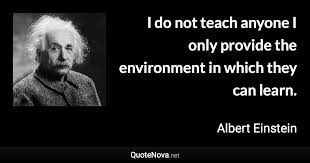 I do not teach anyone I
only provide the
environment in which they
can learn.
Albert Einstein
QuoteNova.net